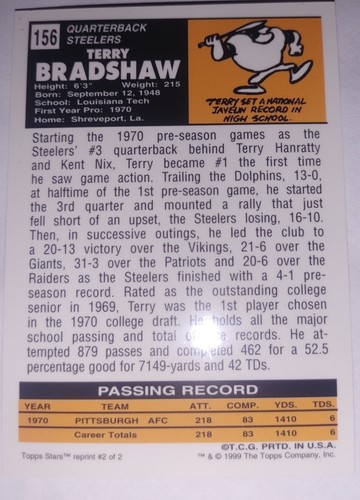 156
QUARTERBACK
STEELERS
TERRY
BRADSHAW
Height: 6'3" Weight: 215
Born: September 12, 1948
School: Louisiana Tech
First Year Pro: 1970
Home: Shreveport, La.
TERRY SET A NATIONAL
JAVELIN RECORD IN
HIGH SCHOOL.
Starting the 1970 pre-season games as the
Steelers' #3 quarterback behind Terry Hanratty
and Kent Nix, Terry became #1 the first time
he saw game action. Trailing the Dolphins, 13-0,
at halftime of the 1st pre-season game, he started
the 3rd quarter and mounted a rally that just
fell short of an upset, the Steelers losing, 16-10.
Then, in successive outings, he led the club to
a 20-13 victory over the Vikings, 21-6 over the
Giants, 31-3 over the Patriots and 20-6 over the
Raiders as the Steelers finished with a 4-1 pre-
season record. Rated as the outstanding college
senior in 1969, Terry was the 1st player chosen
in the 1970 college draft. He holds all the major
school passing and total records. He at-
tempted 879 passes and completed 462 for a 52.5
percentage good for 7149-yards and 42 TDs.
PASSING RECORD
YEAR TEAM ATT. COMP. YDS. TDS.
1970 PITTSBURGH AFC 218 83 1410 6
Career Totals 218 83 1410 6
©T.C.G. PRTD. IN U.S.A.
Topps Stars™ reprint #2 of 2 ™ & © 1999 The Topps Company, Inc.